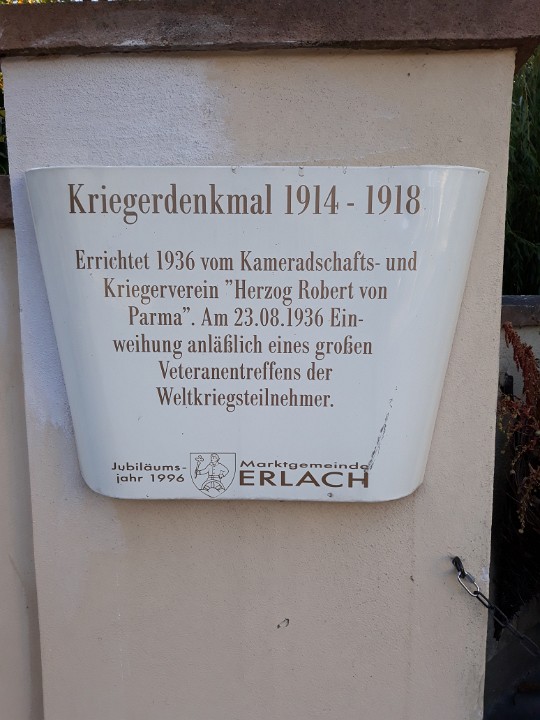 Kriegerdenkmal 1914 - 1918
Errichtet 1936 vom Kameradschafts- und
Kriegerverein "Herzog Robert von
Parma". Am 23.08.1936 Ein-
weihung anläßlich eines großen
Veteranentreffens der
Weltkriegsteilnehmer.
Jubiläums-
jahr 1996
Marktgemeinde
ERLACH